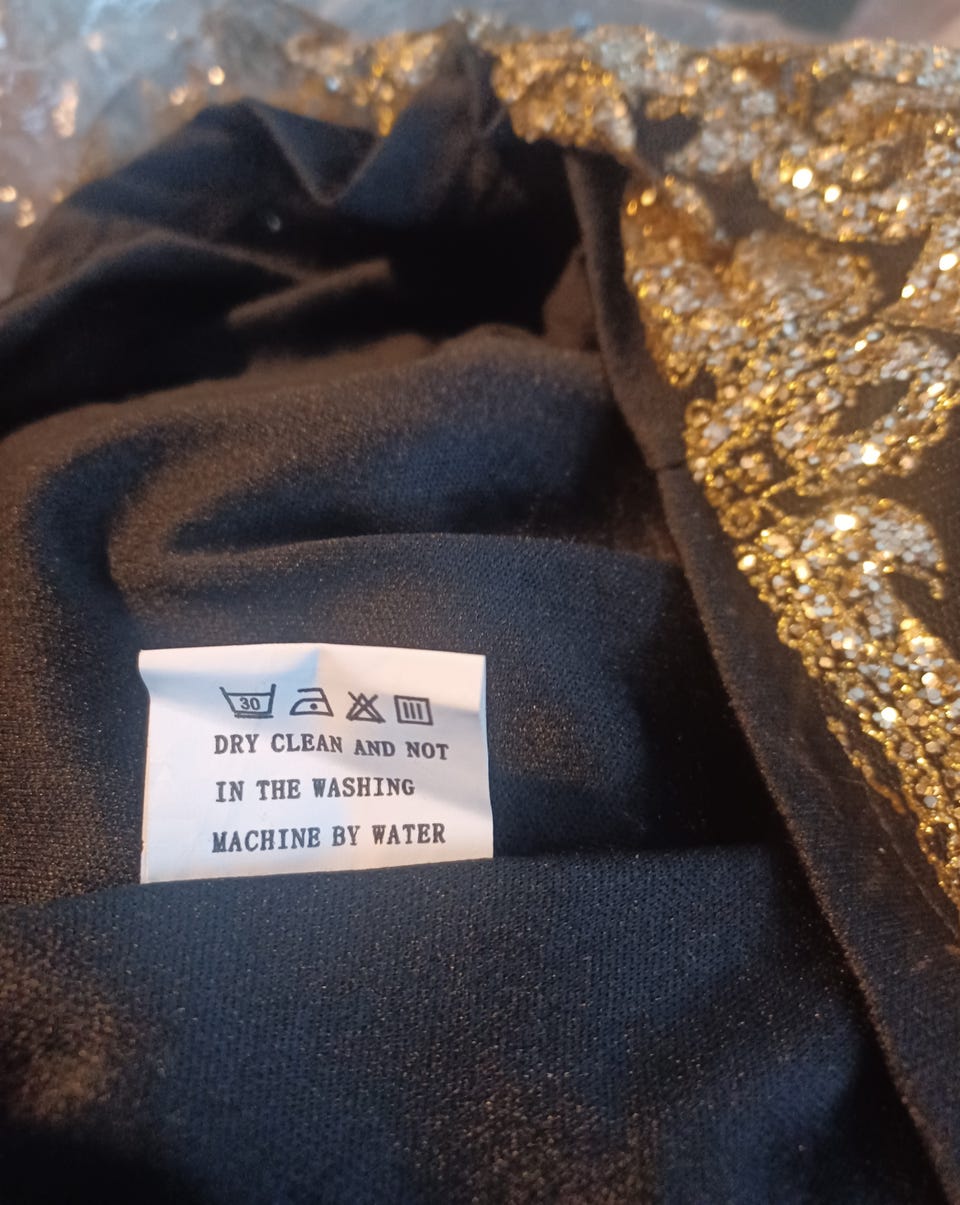 30
DRY CLEAN AND NOT
IN THE WASHING
MACHINE BY WATER